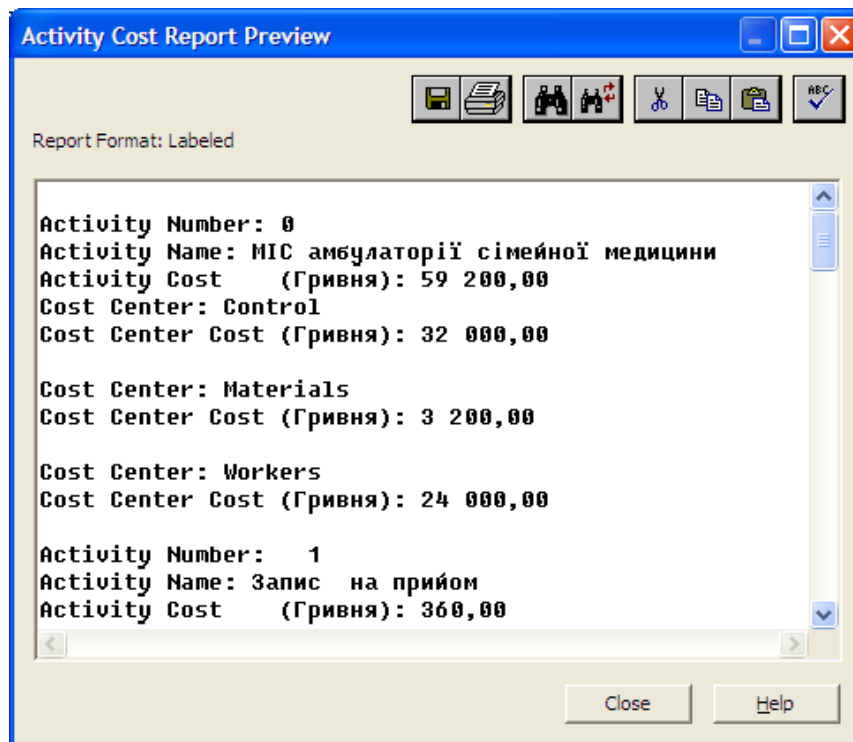 Activity Cost Report Preview
ABC
Report Format: Labeled
Activity Number: 0
Activity Name: МІС амбулаторії сімейної медицини
Activity Cost (Гривня): 59 200,00
Cost Center: Control
Cost Center Cost (Гривня): 32 000,00
Cost Center: Materials
Cost Center Cost (Гривня): 3 200,00
Cost Center: Workers
Cost Center Cost (Гривня): 24 000,00
Activity Number: 1
Activity Name: Запис на прийом
Activity Cost (Гривня): 360,00
Close
Help